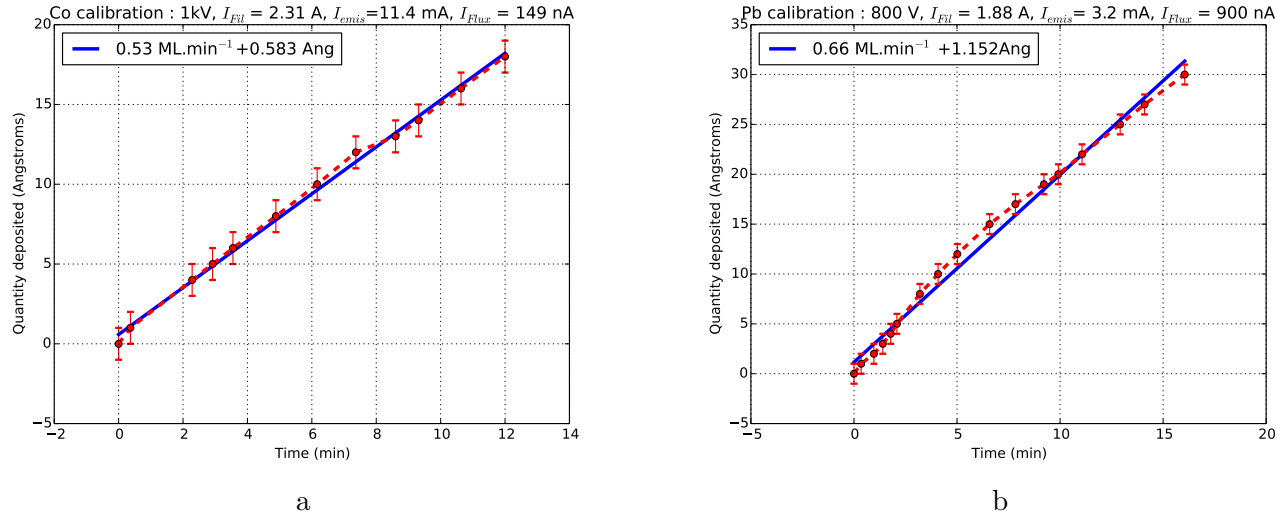 Co calibration : 1kV, I_Fil = 2.31 A, I_emis=11.4 mA, I_Flux = 149 nA
0.53 ML.min⁻¹ +0.583 Ang
Quantity deposited (Angstroms)
20
15
10
5
0
−5
−2 0 2 4 6 8 10 12 14
Time (min)
a
Pb calibration : 800 V, I_Fil = 1.88 A, I_emis= 3.2 mA, I_Flux = 900 nA
0.66 ML.min⁻¹ +1.152Ang
Quantity deposited (Angstroms)
35
30
25
20
15
10
5
0
−5
−5 0 5 10 15 20
Time (min)
b